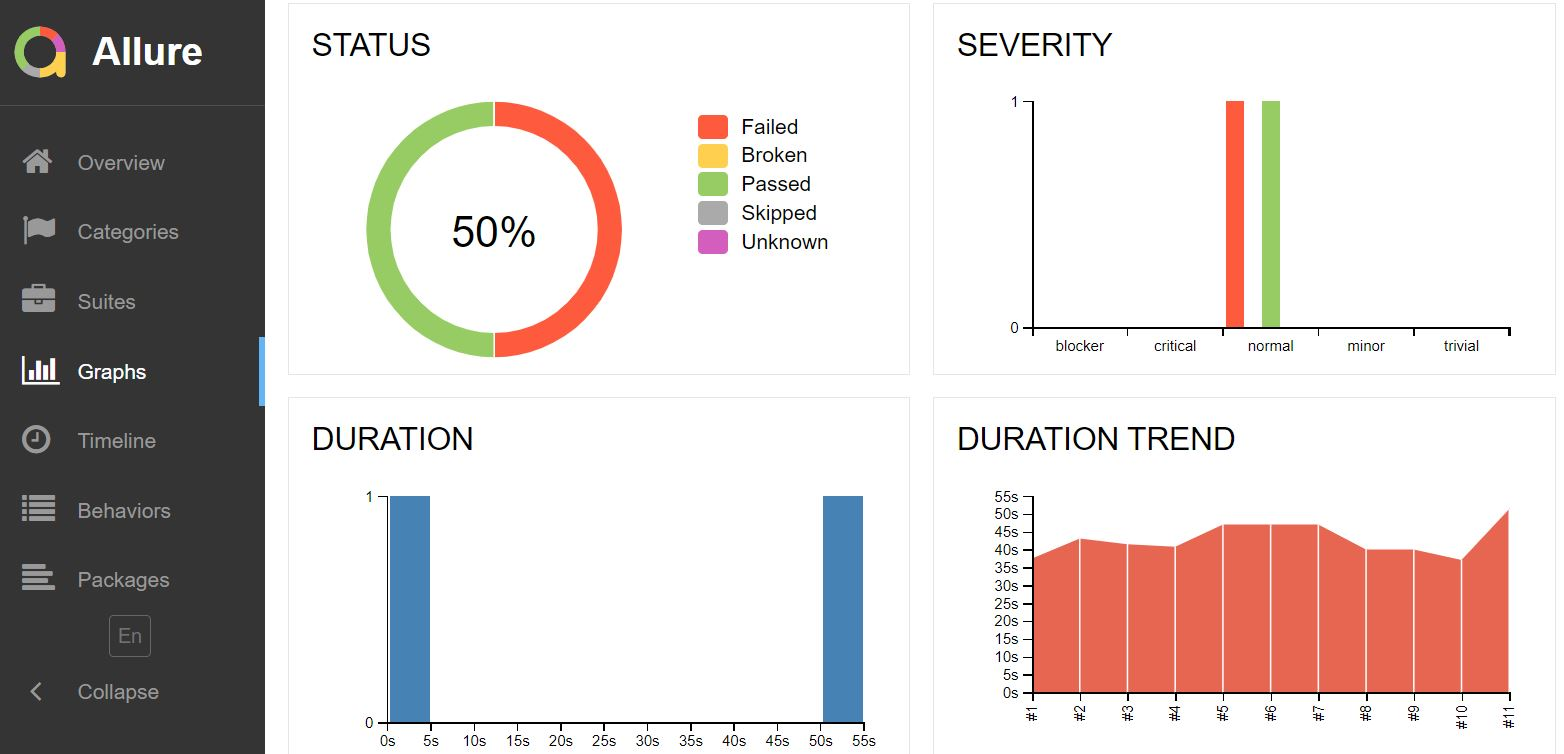 Allure
Overview
Categories
Suites
Graphs
Timeline
Behaviors
Packages
En
Collapse
STATUS
50%
Failed
Broken
Passed
Skipped
Unknown
SEVERITY
1
0
blocker critical normal minor trivial
DURATION
1
0
0s 5s 10s 15s 20s 25s 30s 35s 40s 45s 50s 55s
DURATION TREND
55s
50s
45s
40s
35s
30s
25s
20s
15s
10s
5s
0s
#1 #2 #3 #4 #5 #6 #7 #8 #9 #10 #11